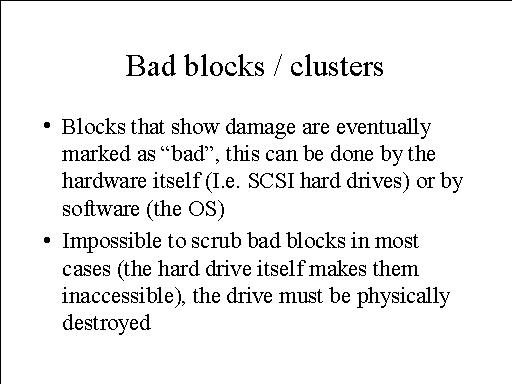 Bad blocks / clusters
• Blocks that show damage are eventually
marked as “bad”, this can be done by the
hardware itself (I.e. SCSI hard drives) or by
software (the OS)
• Impossible to scrub bad blocks in most
cases (the hard drive itself makes them
inaccessible), the drive must be physically
destroyed